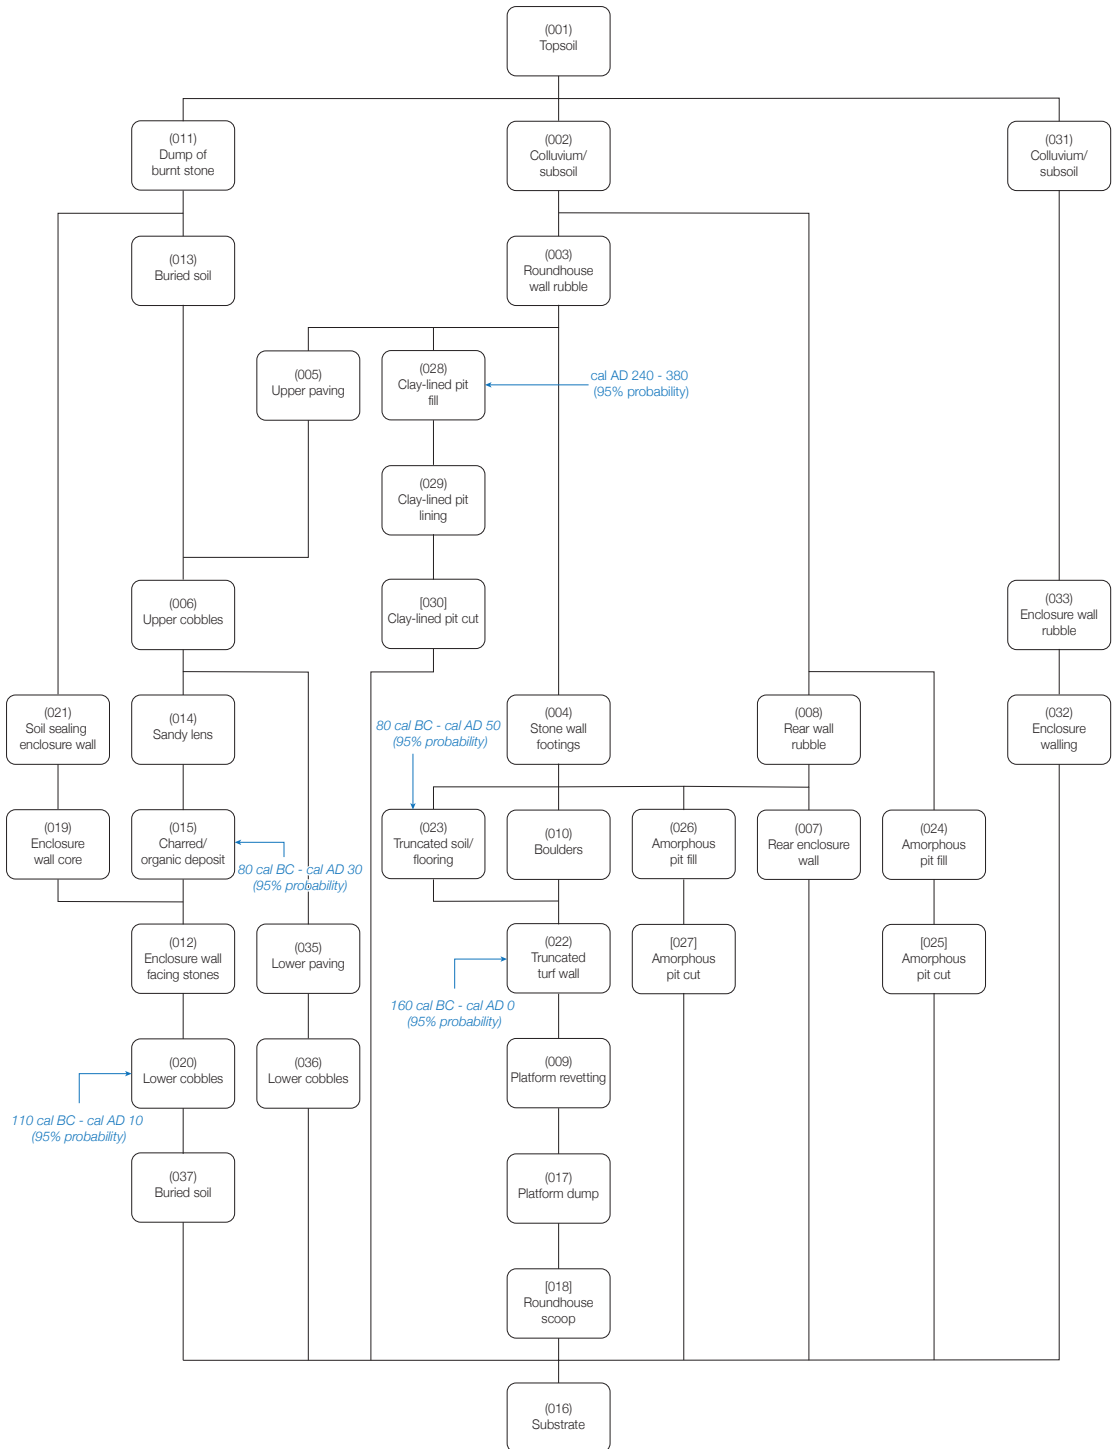 (001)
Topsoil
(011)
Dump of
burnt stone
(002)
Colluvium/
subsoil
(031)
Colluvium/
subsoil
(013)
Buried soil
(003)
Roundhouse
wall rubble
(005)
Upper paving
(028)
Clay-lined pit
fill
cal AD 240 - 380
(95% probability)
(029)
Clay-lined pit
lining
(006)
Upper cobbles
[030]
Clay-lined pit cut
(033)
Enclosure wall
rubble
(021)
Soil sealing
enclosure wall
(014)
Sandy lens
80 cal BC - cal AD 50
(95% probability)
(004)
Stone wall
footings
(008)
Rear wall
rubble
(032)
Enclosure
walling
(019)
Enclosure
wall core
(015)
Charred/
organic deposit
80 cal BC - cal AD 30
(95% probability)
(023)
Truncated soil/
flooring
(010)
Boulders
(026)
Amorphous
pit fill
(007)
Rear enclosure
wall
(024)
Amorphous
pit fill
(012)
Enclosure wall
facing stones
(035)
Lower paving
(022)
Truncated
turf wall
[027]
Amorphous
pit cut
[025]
Amorphous
pit cut
160 cal BC - cal AD 0
(95% probability)
(020)
Lower cobbles
(036)
Lower cobbles
(009)
Platform revetting
110 cal BC - cal AD 10
(95% probability)
(037)
Buried soil
(017)
Platform dump
[018]
Roundhouse
scoop
(016)
Substrate